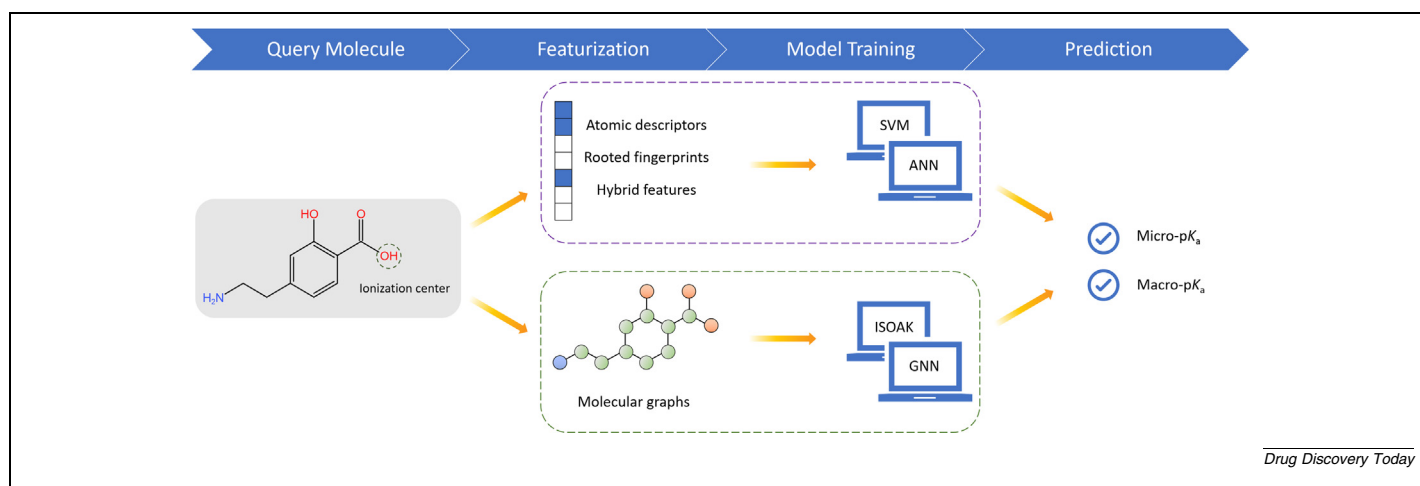 Query Molecule
Featurization
Model Training
Prediction
HO
O
OH
H₂N
Ionization center
Atomic descriptors
Rooted fingerprints
Hybrid features
SVM
ANN
Molecular graphs
ISOAK
GNN
Micro-pKₐ
Macro-pKₐ
Drug Discovery Today